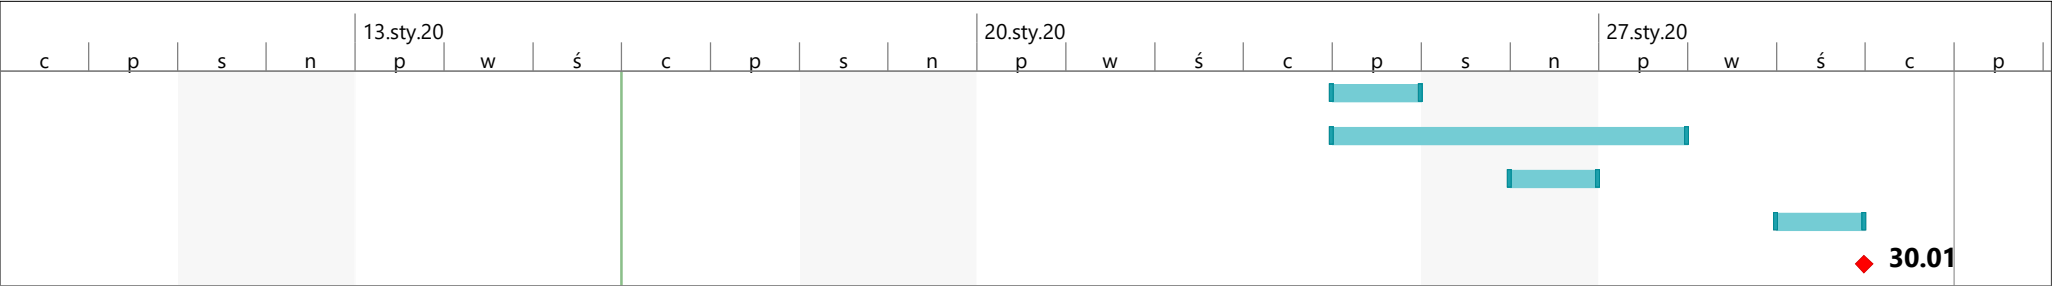 13.sty.20 20.sty.20 27.sty.20
c p s n p w ś c p s n p w ś c p s n p w ś c p
30.01